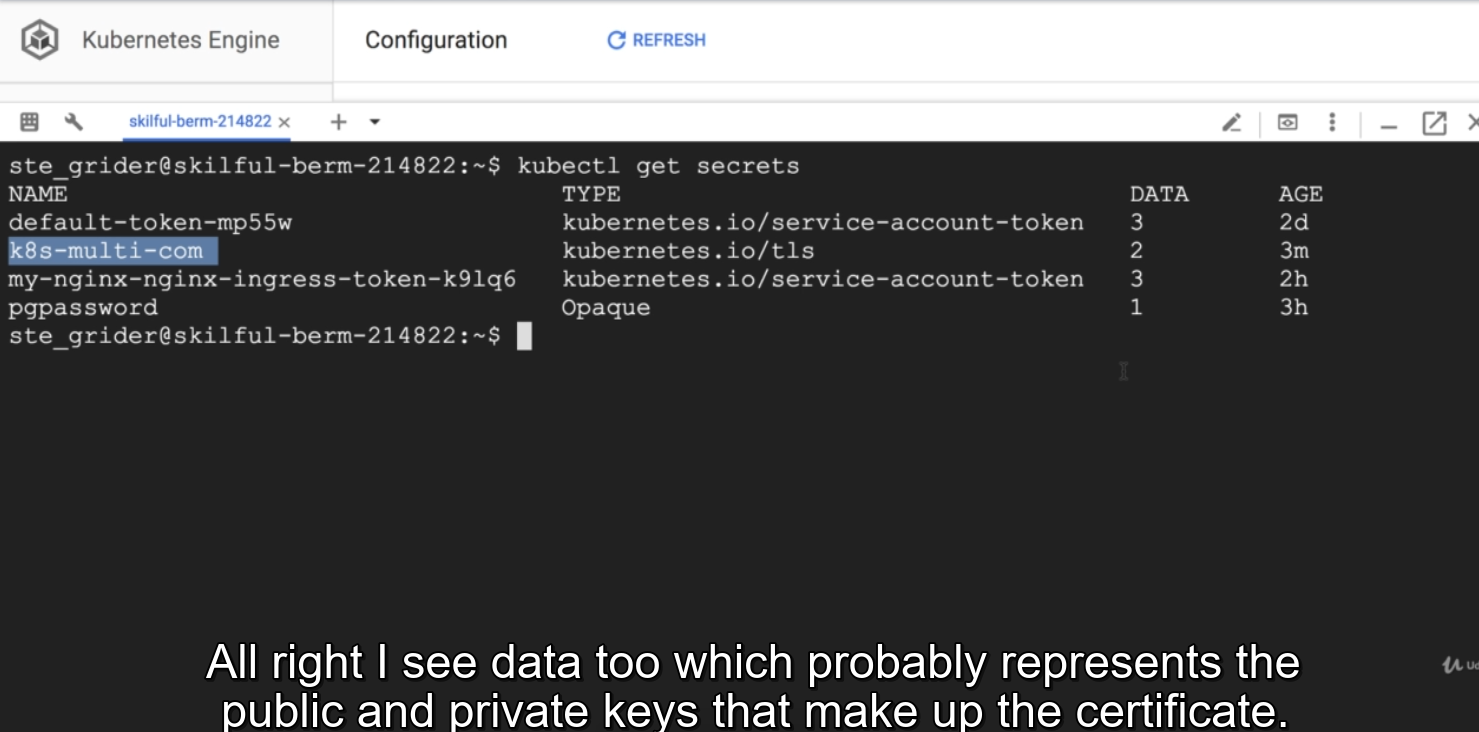 Kubernetes Engine Configuration REFRESH
skilful-berm-214822
ste_grider@skilful-berm-214822:~$ kubectl get secrets
NAME TYPE DATA AGE
default-token-mp55w kubernetes.io/service-account-token 3 2d
k8s-multi-com kubernetes.io/tls 2 3m
my-nginx-nginx-ingress-token-k9lq6 kubernetes.io/service-account-token 3 2h
pgpassword Opaque 1 3h
ste_grider@skilful-berm-214822:~$
All right I see data too which probably represents the
public and private keys that make up the certificate.